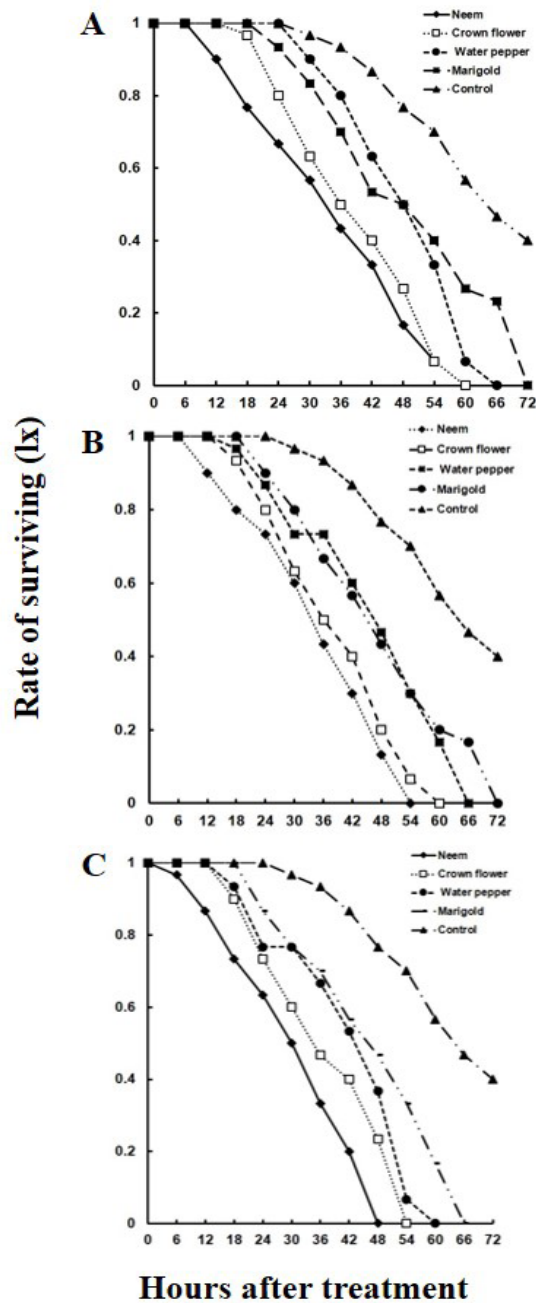 A
Neem
Crown flower
Water pepper
Marigold
Control
1
0.8
0.6
0.4
0.2
0
0 6 12 18 24 30 36 42 48 54 60 66 72
Rate of surviving (lx)
B
Neem
Crown flower
Water pepper
Marigold
Control
1
0.8
0.6
0.4
0.2
0
0 6 12 18 24 30 36 42 48 54 60 66 72
C
Neem
Crown flower
Water pepper
Marigold
Control
1
0.8
0.6
0.4
0.2
0
0 6 12 18 24 30 36 42 48 54 60 66 72
Hours after treatment